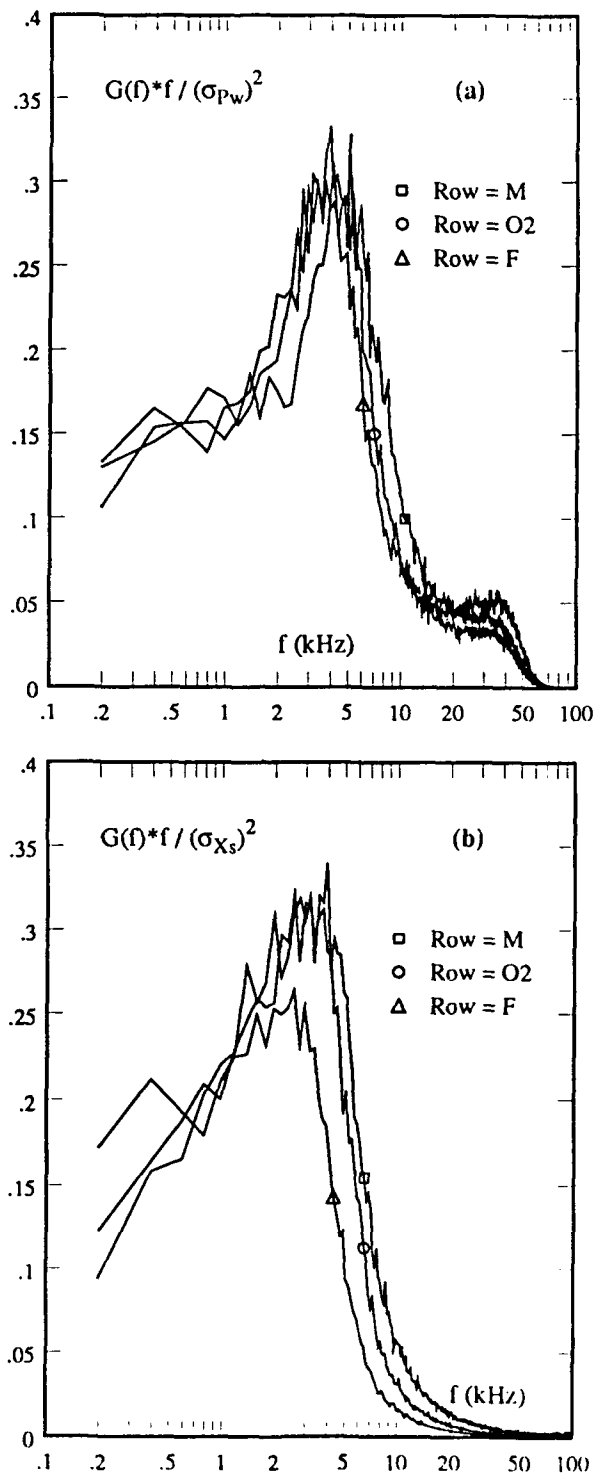 .4
.35
.3
.25
.2
.15
.1
.05
0
G(f)*f / (σPw)2
(a)
Row = M
Row = O2
Row = F
f (kHz)
.1 .2 .5 1 2 5 10 20 50 100
.4
.35
.3
.25
.2
.15
.1
.05
0
G(f)*f / (σXs)2
(b)
Row = M
Row = O2
Row = F
f (kHz)
.1 .2 .5 1 2 5 10 20 50 100